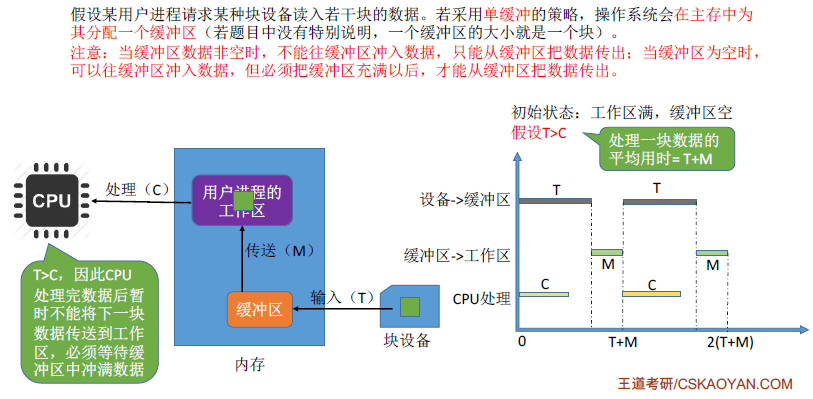 假设某用户进程请求某种块设备读入若干块的数据。若采用单缓冲的策略，操作系统会在主存中为
其分配一个缓冲区（若题目中没有特别说明，一个缓冲区的大小就是一个块）。
注意：当缓冲区数据非空时，不能往缓冲区冲入数据，只能从缓冲区把数据传出；当缓冲区为空时，
可以往缓冲区冲入数据，但必须把缓冲区充满以后，才能从缓冲区把数据传出。
初始状态：工作区满，缓冲区空
假设T>C
处理一块数据的
平均用时= T+M
CPU
处理（C）
用户进程的
工作区
传送（M）
缓冲区
输入（T）
块设备
内存
T>C，因此CPU
处理完数据后暂
时不能将下一块
数据传送到工作
区，必须等待缓
冲区中冲满数据
设备->缓冲区
T
T
缓冲区->工作区
M
M
CPU处理
C
C
0
T+M
2(T+M)
王道考研/CSKAOYAN.COM